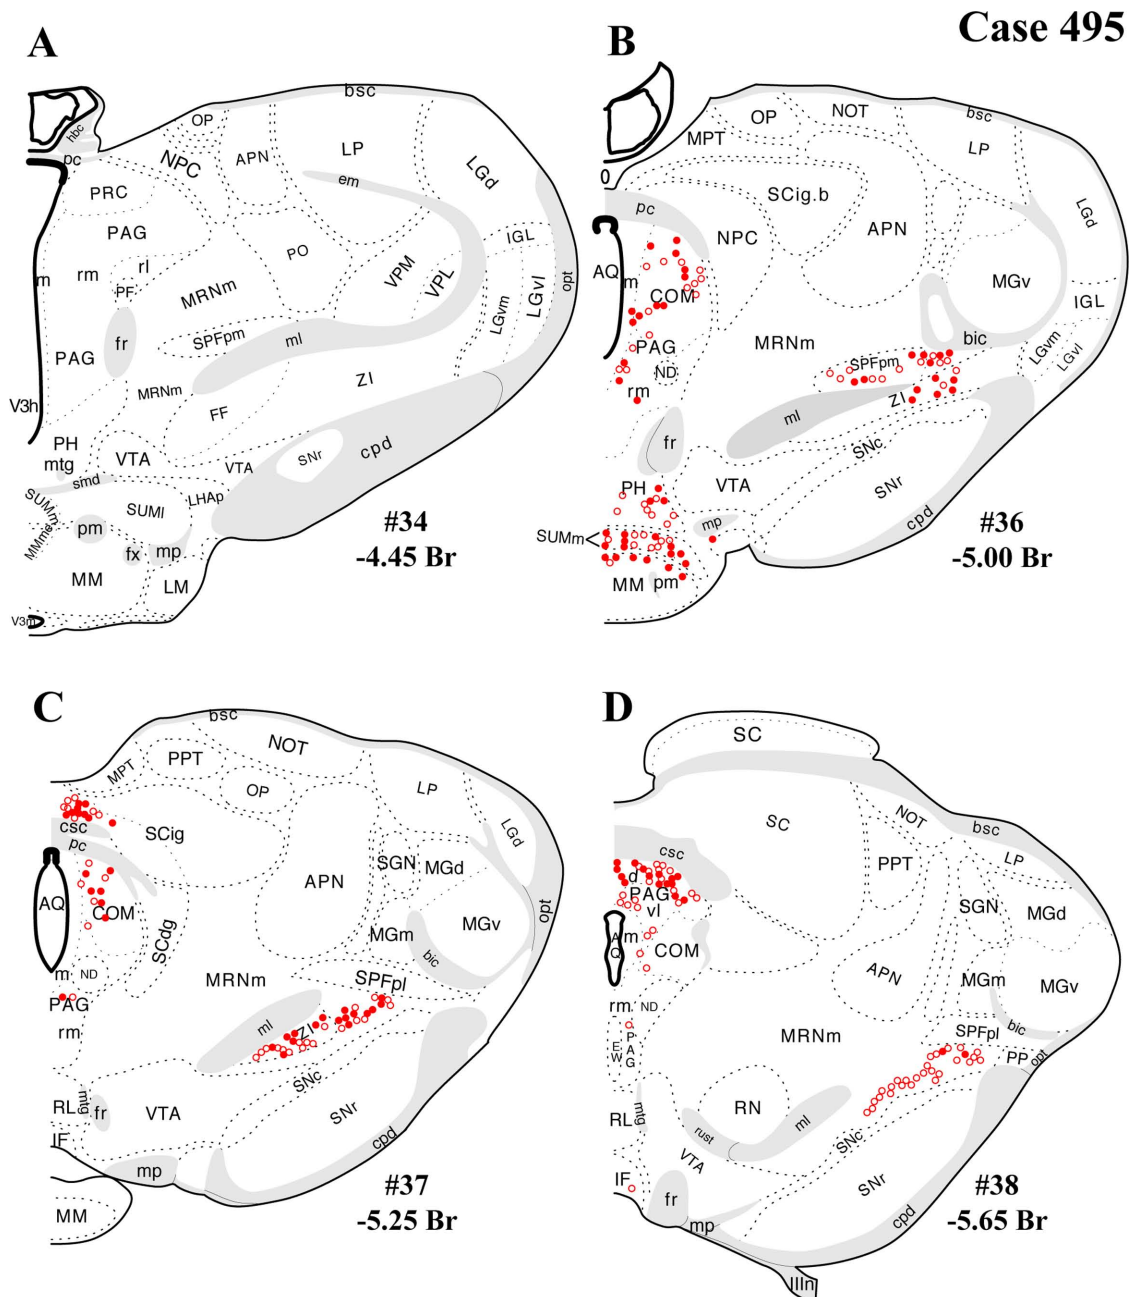 Case 495
A
bsc
OP
hbc
pc
NPC
APN
LP
LGd
em
PRC
PAG
rm
rl
m
PO
IGL
PF
MRNm
VPM
VPL
opt
fr
SPFpm
ml
LGvm
LGvl
PAG
MRNm
ZI
V3h
FF
PH
mtg
VTA
VTA
SNr
cpd
smd
LHAp
SUMm
SUMl
MMme
pm
fx
mp
MM
LM
V3m
#34
-4.45 Br
B
OP
NOT
bsc
MPT
LP
SCig.b
LGd
pc
NPC
APN
AQ
m
COM
MGv
IGL
PAG
MRNm
bic
LGvm
LGvl
ND
SPFpm
rm
ZI
ml
fr
SNc
SNr
PH
VTA
mp
cpd
SUMm
MM
pm
#36
-5.00 Br
C
bsc
NOT
MPT
PPT
OP
LP
csc
SCig
LGd
pc
SGN
MGd
APN
AQ
COM
opt
SCdg
MGm
MGv
bic
m
ND
MRNm
SPFpl
PAG
rm
ml
ZI
SNc
RL
mtg
fr
VTA
SNr
IF
cpd
mp
MM
#37
-5.25 Br
D
SC
SC
NOT
bsc
csc
PPT
LP
d
PAG
vl
SGN
MGd
AQ
m
COM
APN
MGm
MGv
rm
ND
EW
PAG
MRNm
SPFpl
bic
PP
opt
RL
mtg
RN
ml
rust
SNc
VTA
IF
fr
SNr
mp
cpd
IIIn
#38
-5.65 Br